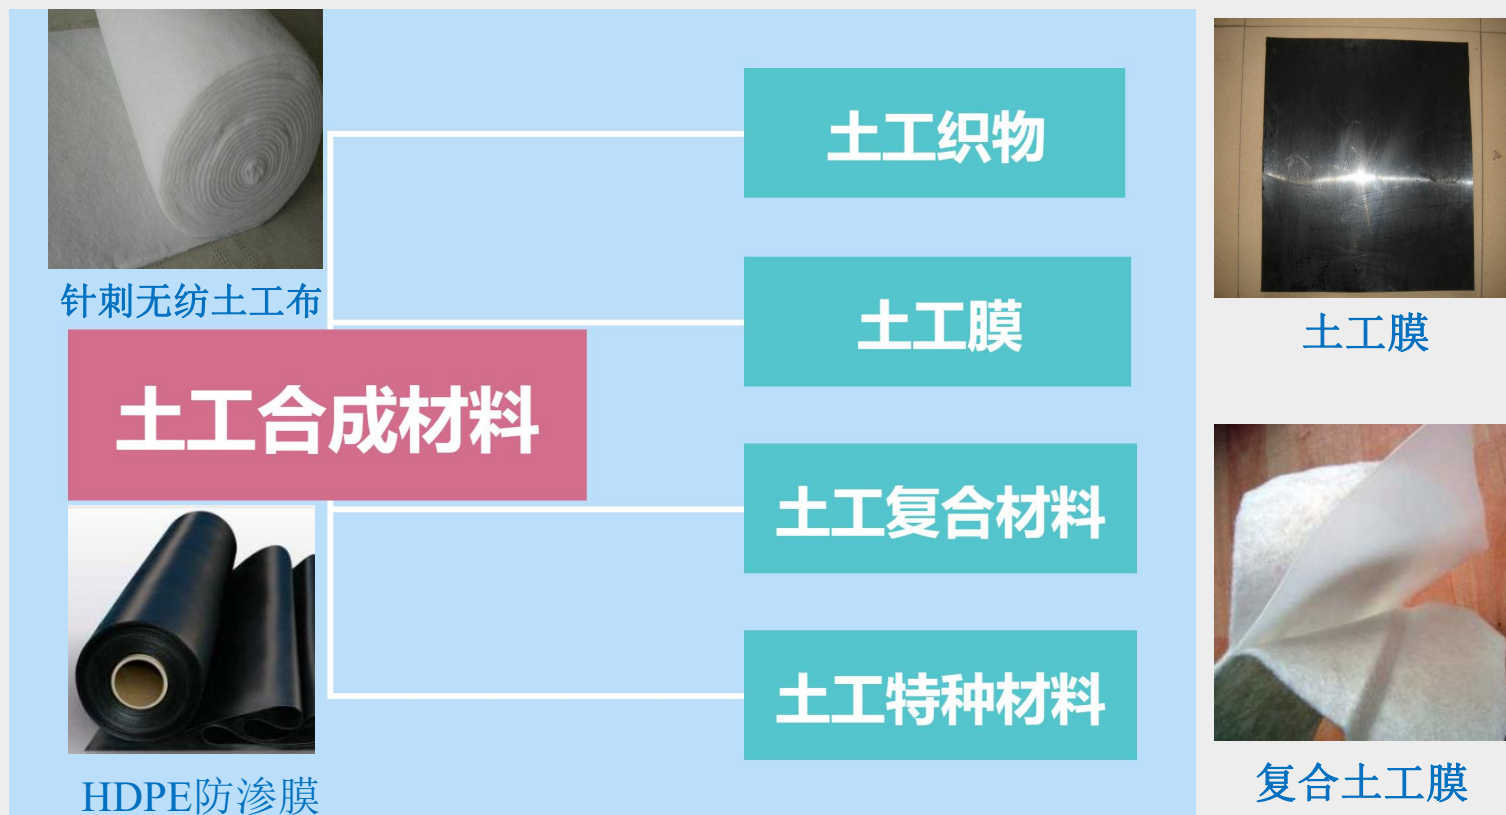 针刺无纺土工布
土工合成材料
HDPE防渗膜
土工织物
土工膜
土工复合材料
土工特种材料
土工膜
复合土工膜